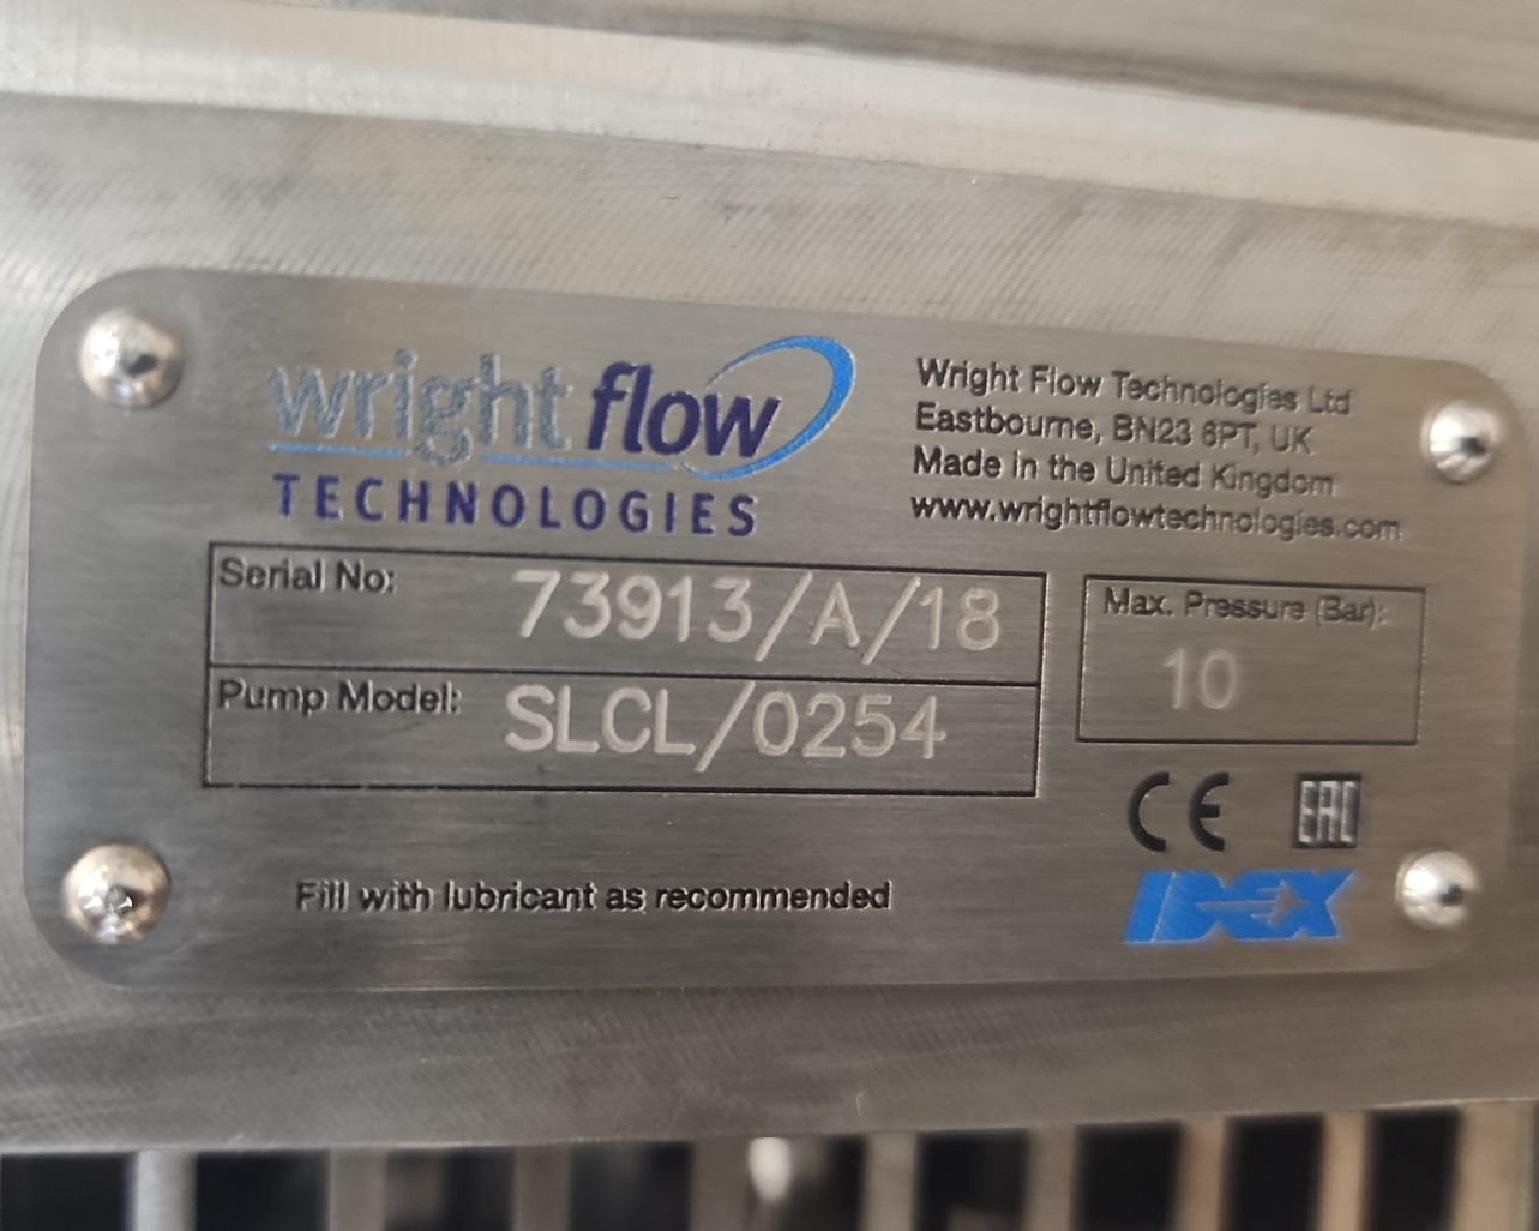 wright flow
TECHNOLOGIES
Wright Flow Technologies Ltd
Eastbourne, BN23 6PT, UK
Made in the United Kingdom
www.wrightflowtechnologies.com
Serial No: 73913/A/18
Pump Model: SLCL/0254
Max. Pressure (Bar):
10
CE EAC
Fill with lubricant as recommended
IDEX